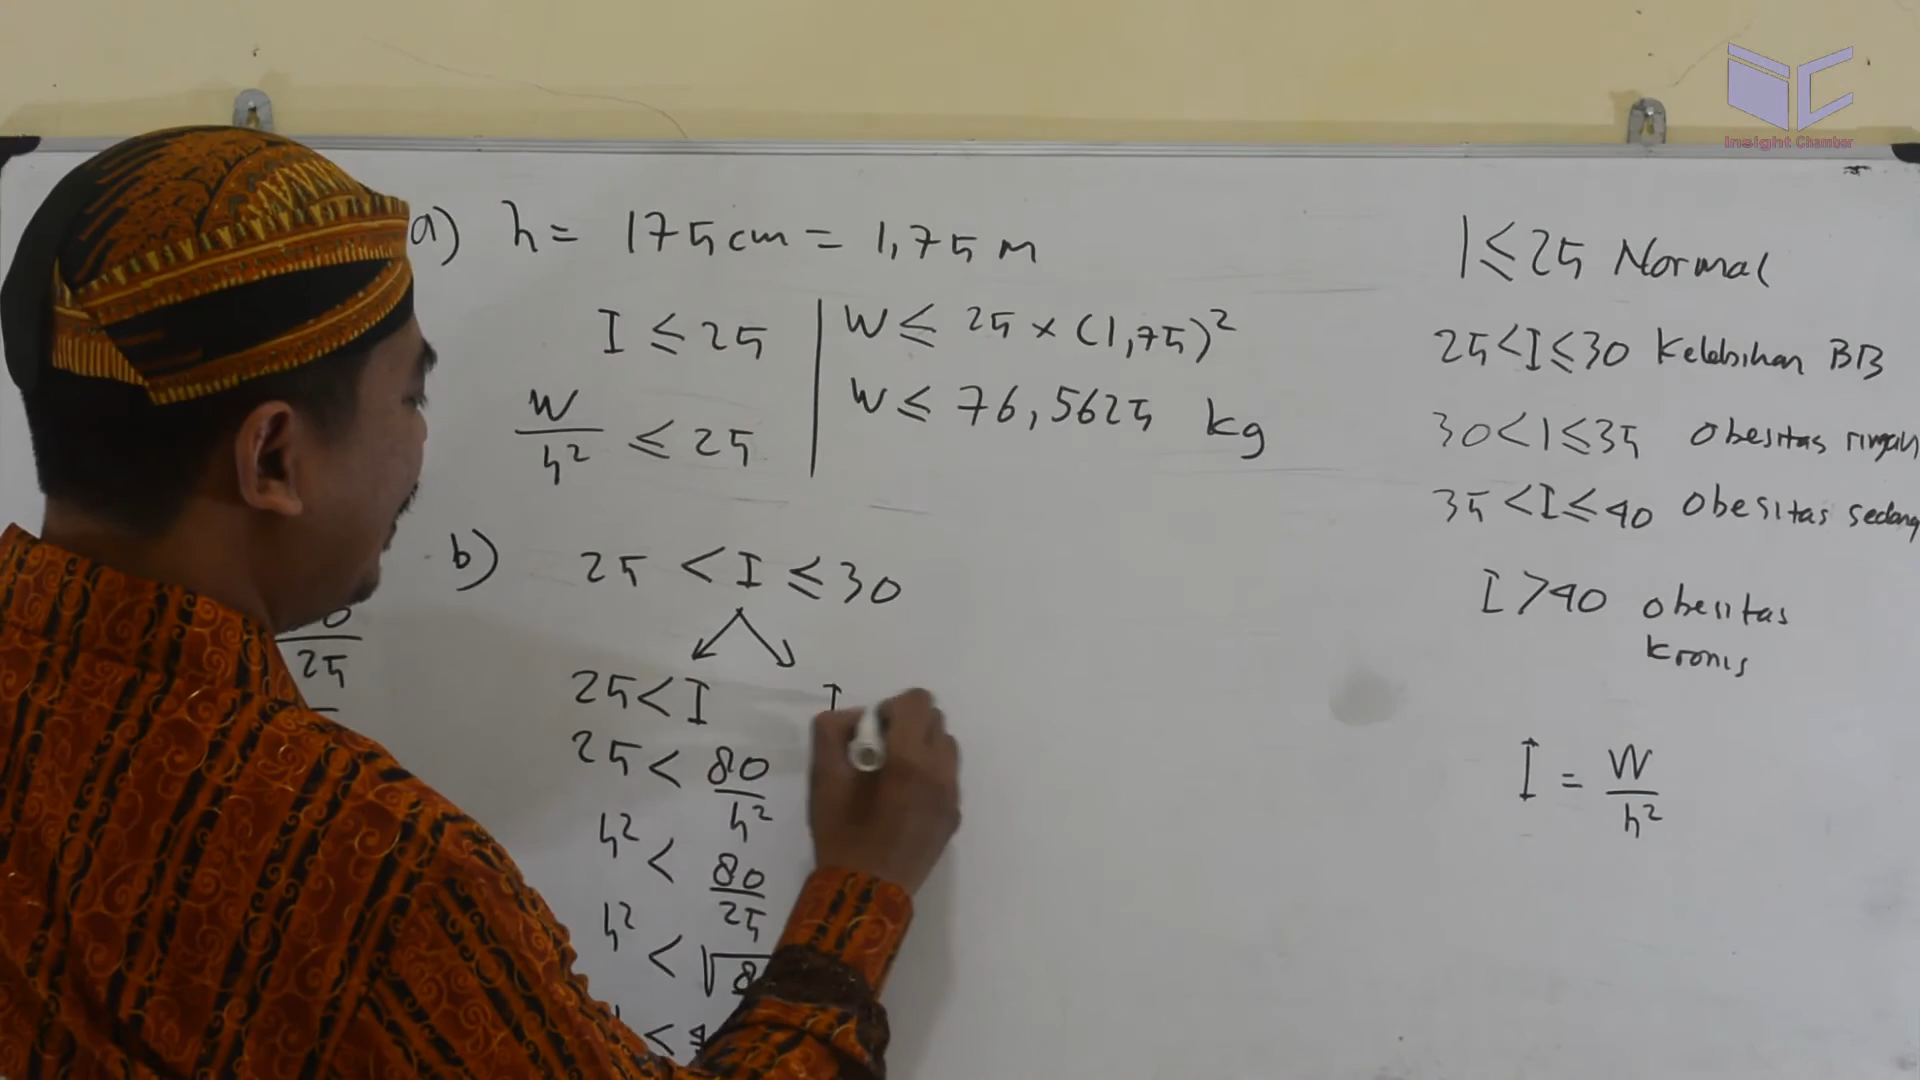 Insight Chamber
a) h = 175 cm = 1,75 m
I ≤ 25
W/h² ≤ 25
W ≤ 25 × (1,75)²
W ≤ 76,5625 kg
b) 25 < I ≤ 30
25 < I
25 < 80/h²
h² < 80/25
h² < √8
<
I
25
I ≤ 25 Normal
25 < I ≤ 30 Kelebihan BB
30 < I ≤ 35 Obesitas ringan
35 < I ≤ 40 Obesitas sedang
I > 40 obesitas
kronis
I = W/h²